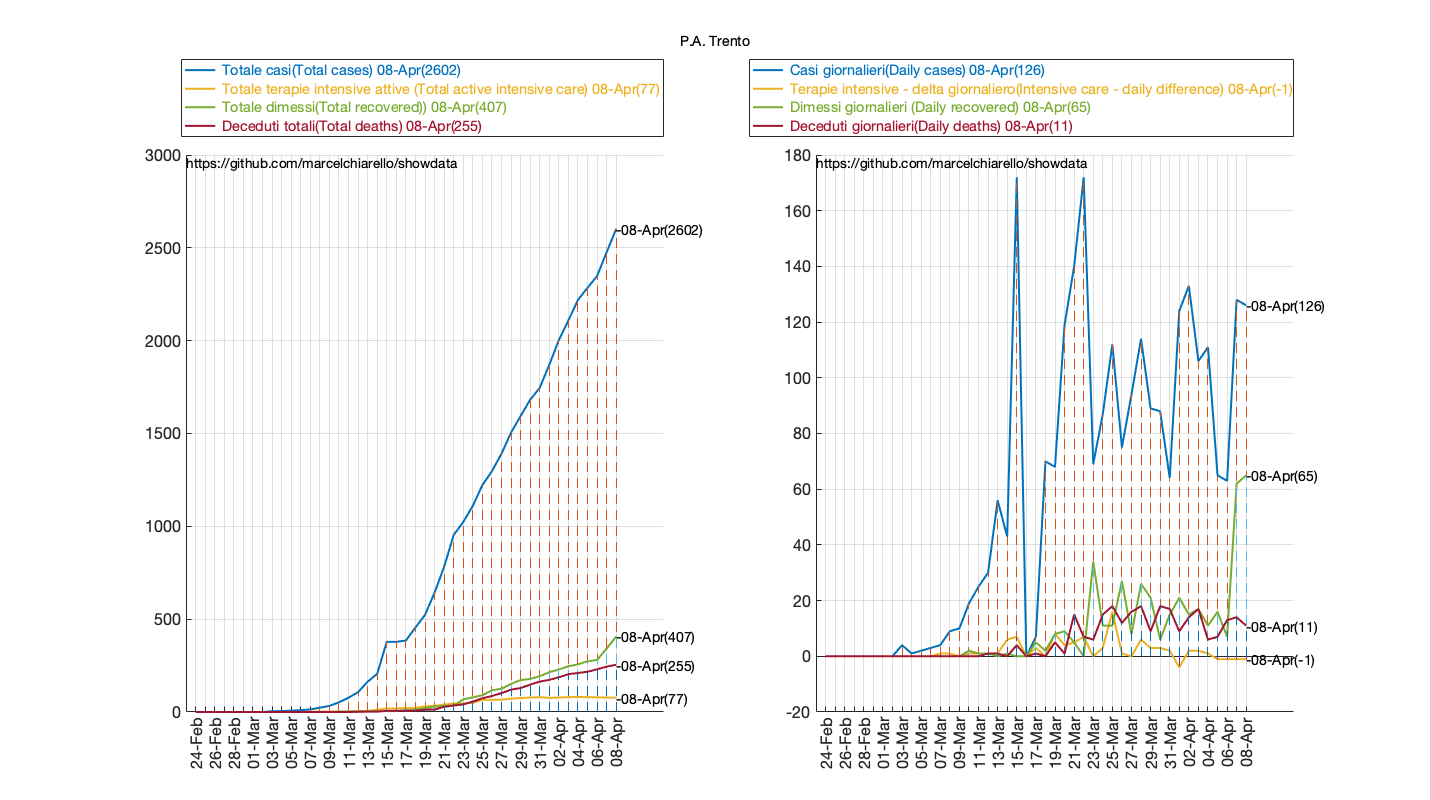 P.A. Trento
Totale casi(Total cases) 08-Apr(2602)
Totale terapie intensive attive (Total active intensive care) 08-Apr(77)
Totale dimessi(Total recovered)) 08-Apr(407)
Deceduti totali(Total deaths) 08-Apr(255)
https://github.com/marcelchiarello/showdata
3000
2500
2000
1500
1000
500
0
08-Apr(2602)
08-Apr(407)
08-Apr(255)
08-Apr(77)
24-Feb
26-Feb
28-Feb
01-Mar
03-Mar
05-Mar
07-Mar
09-Mar
11-Mar
13-Mar
15-Mar
17-Mar
19-Mar
21-Mar
23-Mar
25-Mar
27-Mar
29-Mar
31-Mar
02-Apr
04-Apr
06-Apr
08-Apr
Casi giornalieri(Daily cases) 08-Apr(126)
Terapie intensive - delta giornaliero(Intensive care - daily difference) 08-Apr(-1)
Dimessi giornalieri (Daily recovered) 08-Apr(65)
Deceduti giornalieri(Daily deaths) 08-Apr(11)
https://github.com/marcelchiarello/showdata
180
160
140
120
100
80
60
40
20
0
-20
08-Apr(126)
08-Apr(65)
08-Apr(11)
08-Apr(-1)
24-Feb
26-Feb
28-Feb
01-Mar
03-Mar
05-Mar
07-Mar
09-Mar
11-Mar
13-Mar
15-Mar
17-Mar
19-Mar
21-Mar
23-Mar
25-Mar
27-Mar
29-Mar
31-Mar
02-Apr
04-Apr
06-Apr
08-Apr